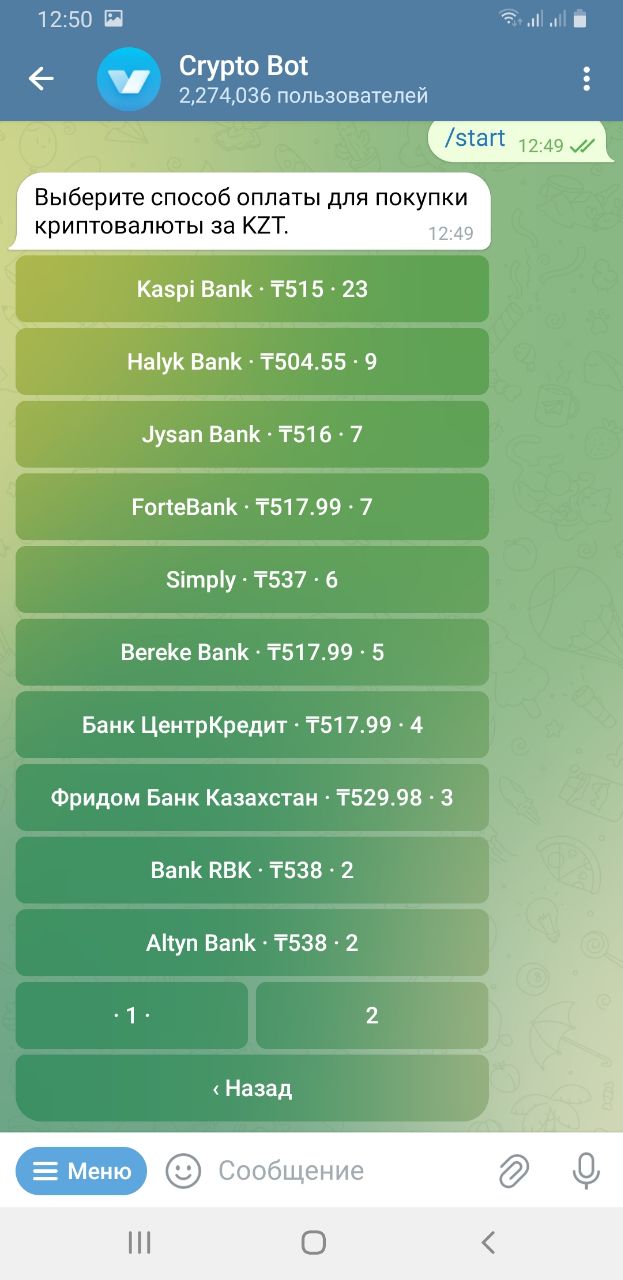 12:50
Crypto Bot
2,274,036 пользователей
/start 12:49
Выберите способ оплаты для покупки
криптовалюты за KZT.
12:49
Kaspi Bank · ₸515 · 23
Halyk Bank · ₸504.55 · 9
Jysan Bank · ₸516 · 7
ForteBank · ₸517.99 · 7
Simply · ₸537 · 6
Bereke Bank · ₸517.99 · 5
Банк ЦентрКредит · ₸517.99 · 4
Фридом Банк Казахстан · ₸529.98 · 3
Bank RBK · ₸538 · 2
Altyn Bank · ₸538 · 2
· 1 · 2
‹ Назад
Меню Сообщение